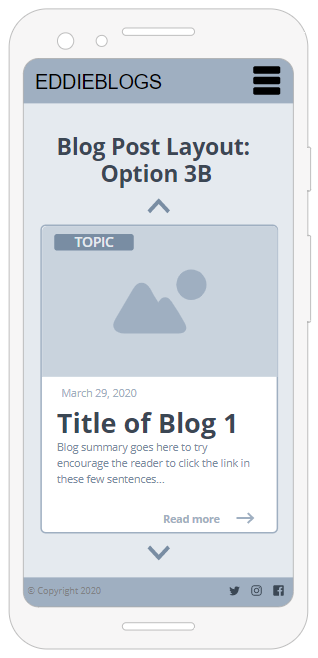 EDDIEBLOGS
Blog Post Layout:
Option 3B
TOPIC
March 29, 2020
Title of Blog 1
Blog summary goes here to try
encourage the reader to click the link in
these few sentences...
Read more
© Copyright 2020